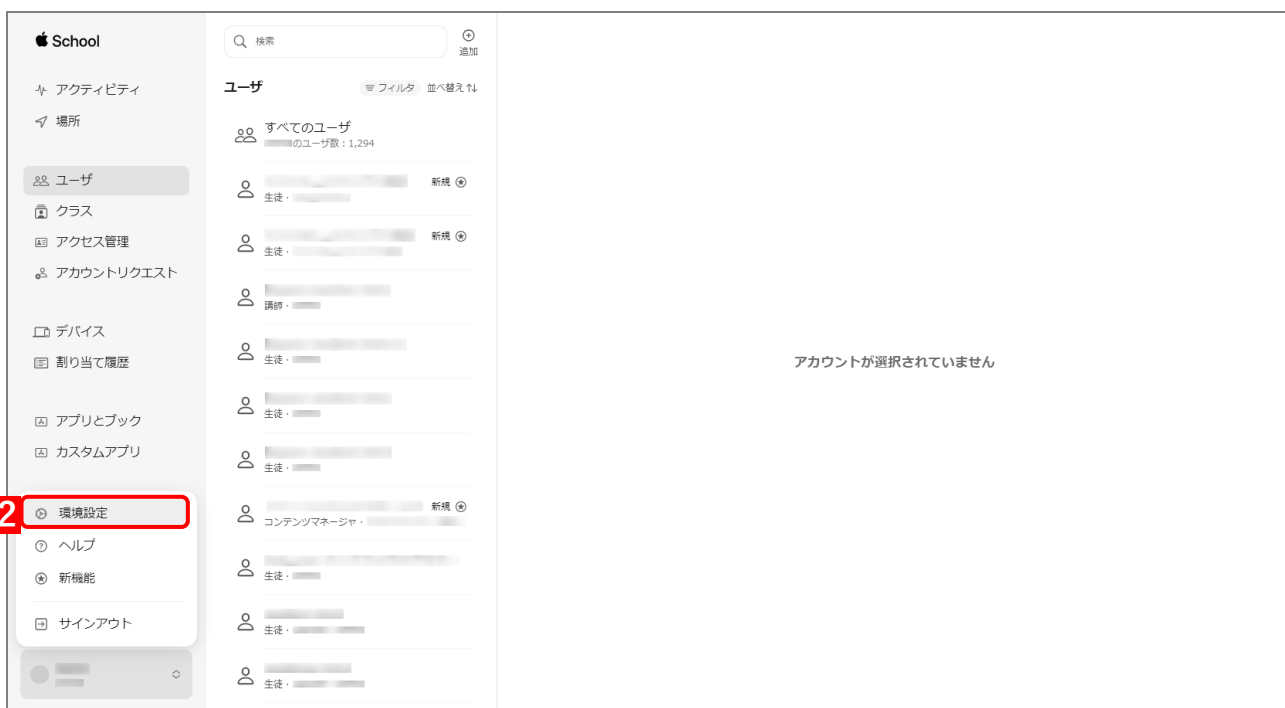 School
アクティビティ
場所
ユーザ
クラス
アクセス管理
アカウントリクエスト
デバイス
割り当て履歴
アプリとブック
カスタムアプリ
2
環境設定
ヘルプ
新機能
サインアウト
検索
追加
ユーザ
フィルタ
並べ替え
すべてのユーザ
のユーザ数：1,294
新規
生徒・
新規
生徒・
講師・
生徒・
生徒・
生徒・
新規
コンテンツマネージャ・
生徒・
生徒・
生徒・
アカウントが選択されていません